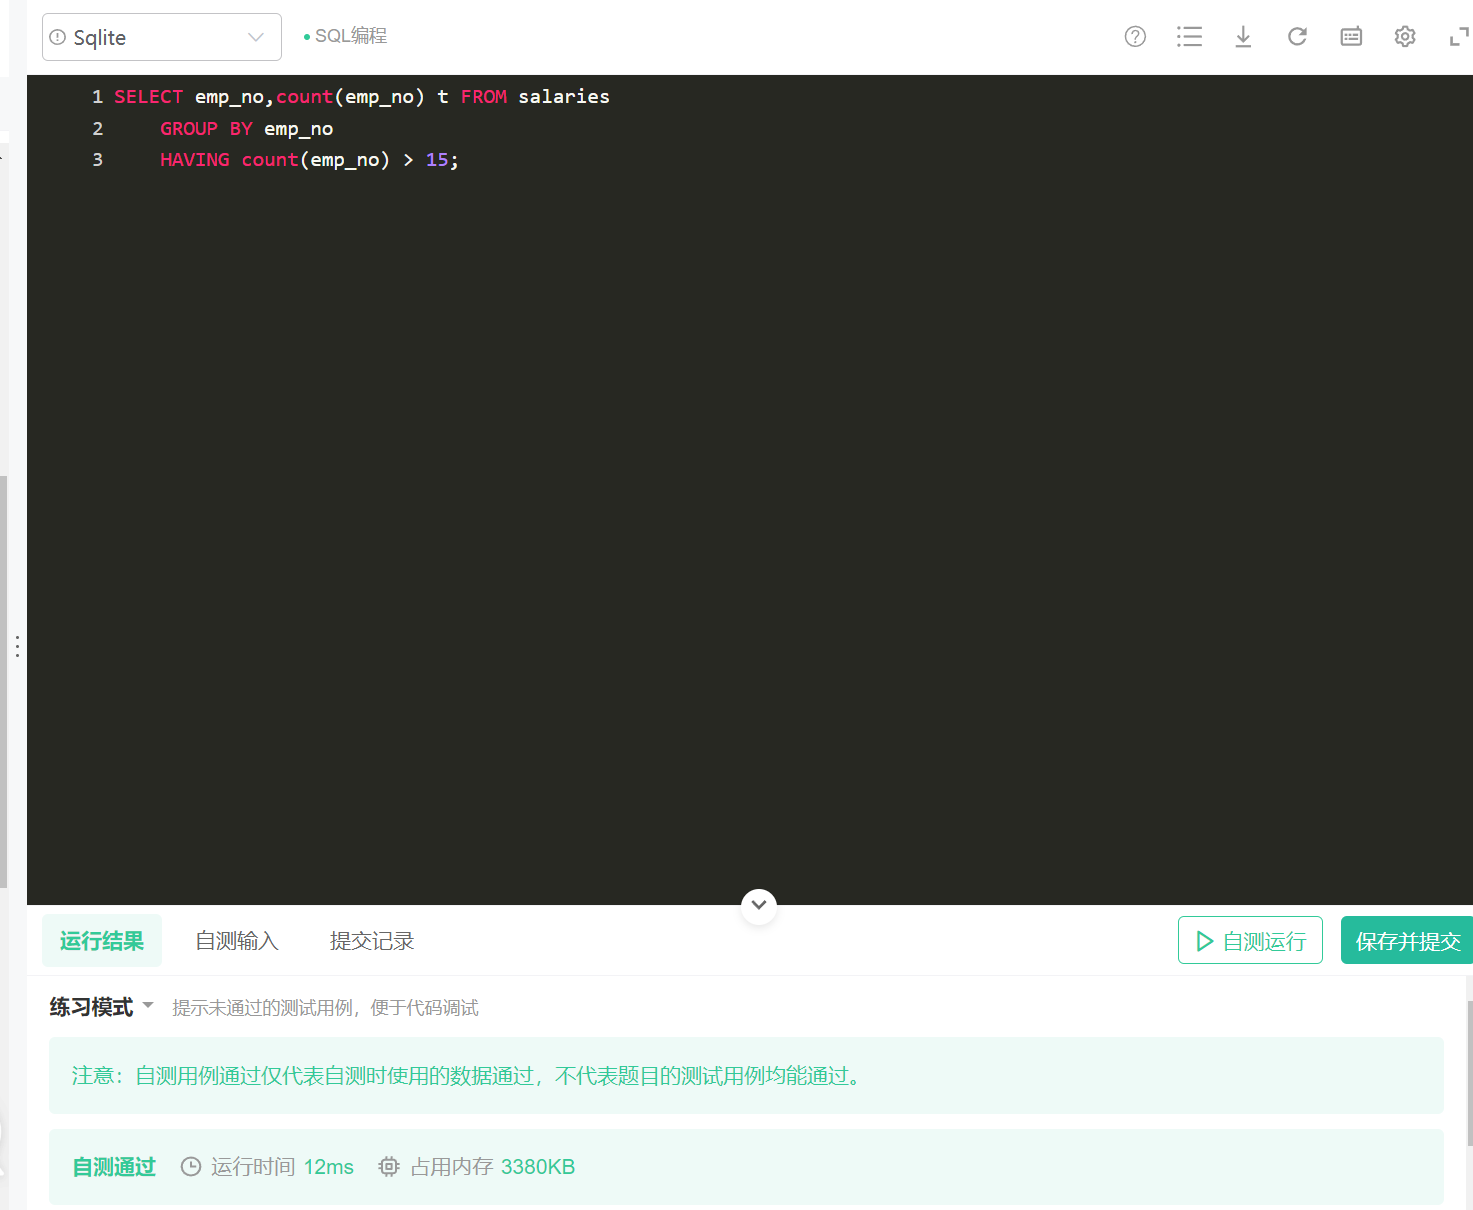 Sqlite
SQL编程
1 SELECT emp_no,count(emp_no) t FROM salaries
2 GROUP BY emp_no
3 HAVING count(emp_no) > 15;
运行结果 自测输入 提交记录 自测运行 保存并提交
练习模式 提示未通过的测试用例，便于代码调试
注意：自测用例通过仅代表自测时使用的数据通过，不代表题目的测试用例均能通过。
自测通过 运行时间 12ms 占用内存 3380KB